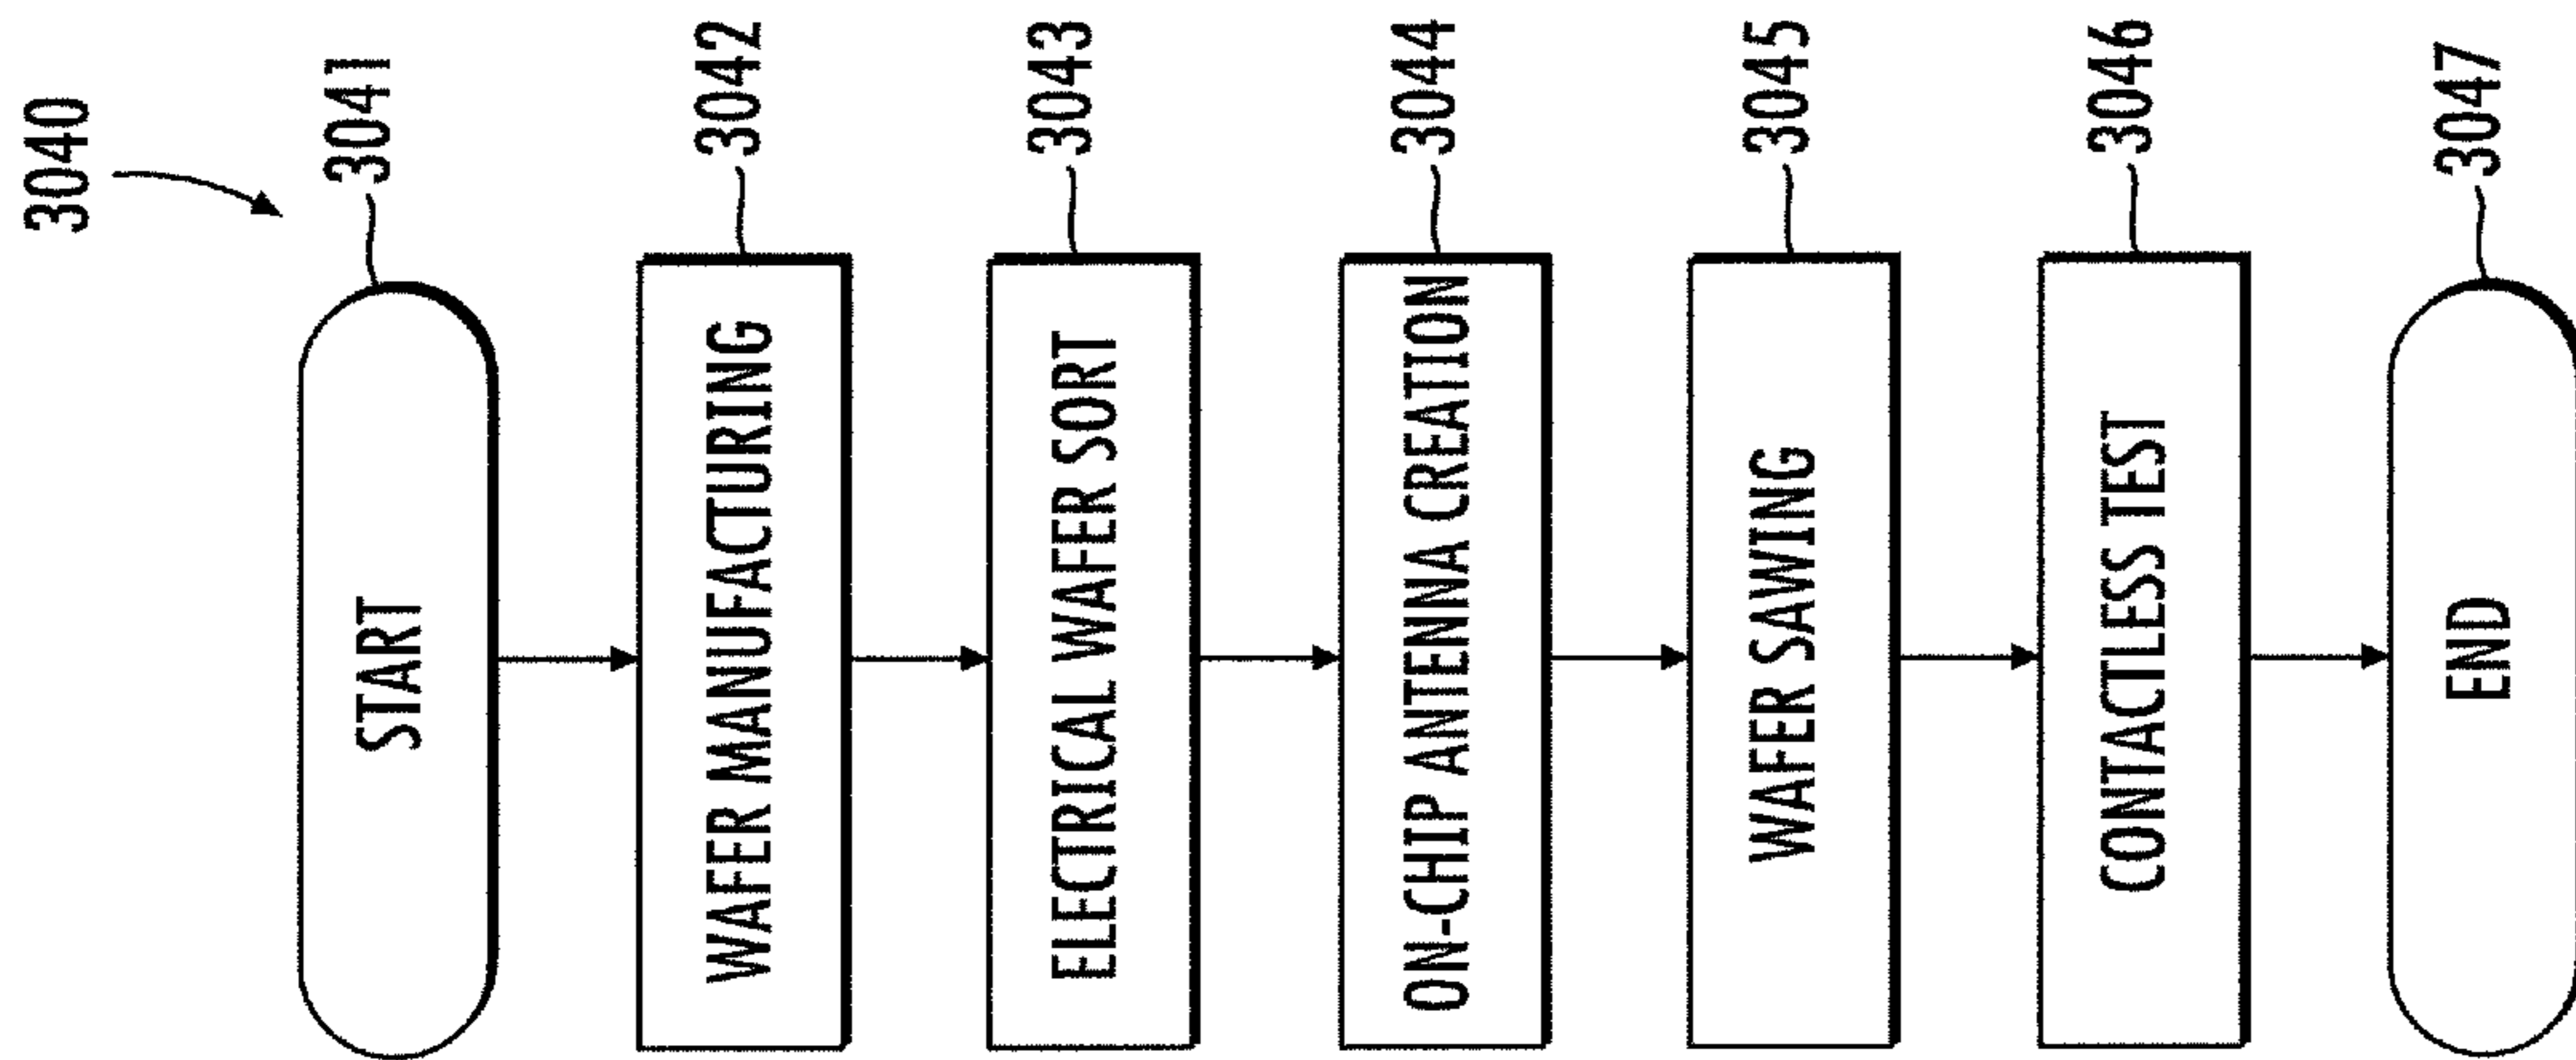 3040
START
3041
WAFER MANUFACTURING
3042
ELECTRICAL WAFER SORT
3043
ON-CHIP ANTENNA CREATION
3044
WAFER SAWING
3045
CONTACTLESS TEST
3046
END
3047